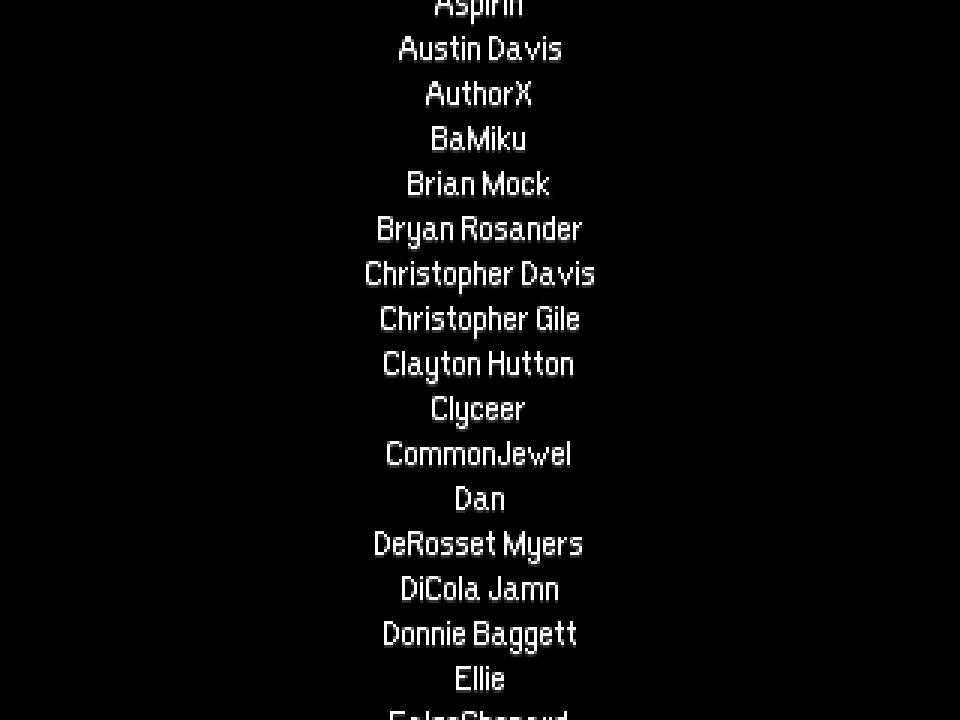 Aspirin
Austin Davis
AuthorX
BaMiku
Brian Mock
Bryan Rosander
Christopher Davis
Christopher Gile
Clayton Hutton
Clyceer
CommonJewel
Dan
DeRosset Myers
DiCola Jamn
Donnie Baggett
Ellie